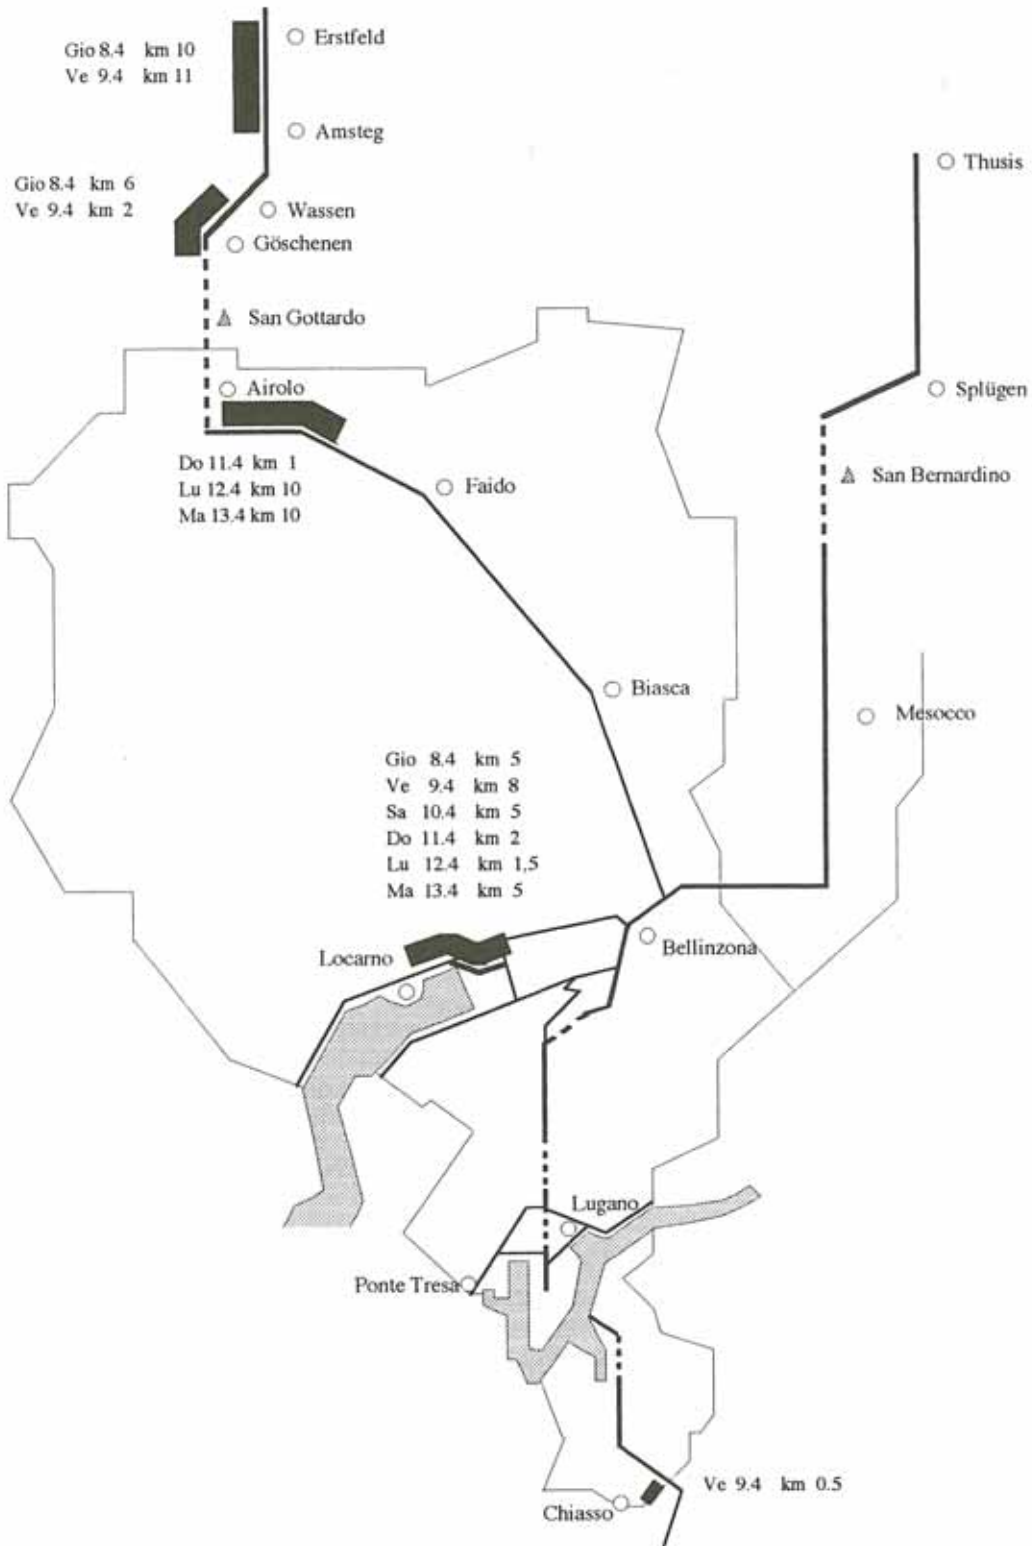 Gio 8.4 km 10
Ve 9.4 km 11
Erstfeld
Amsteg
Gio 8.4 km 6
Ve 9.4 km 2
Wassen
Göschenen
Thusis
San Gottardo
Airolo
Splügen
Do 11.4 km 1
Lu 12.4 km 10
Ma 13.4 km 10
Faido
San Bernardino
Biasca
Mesocco
Gio 8.4 km 5
Ve 9.4 km 8
Sa 10.4 km 5
Do 11.4 km 2
Lu 12.4 km 1,5
Ma 13.4 km 5
Locarno
Bellinzona
Lugano
Ponte Tresa
Ve 9.4 km 0.5
Chiasso